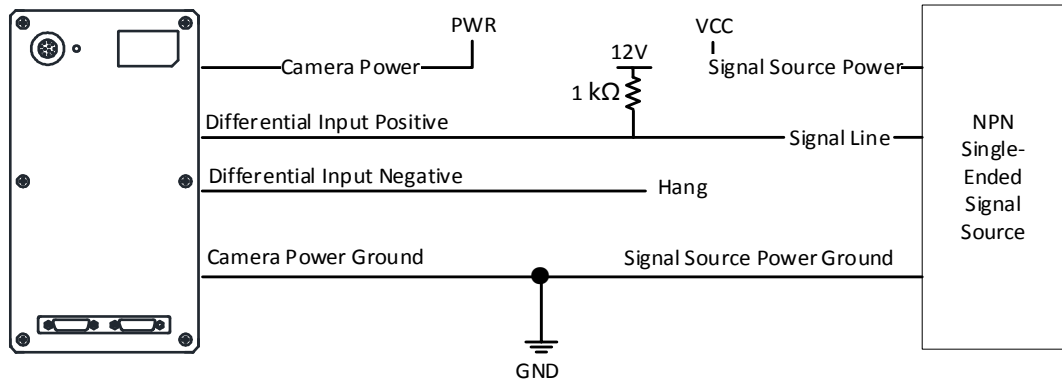 PWR
VCC
12V
Camera Power
Signal Source Power
1 kΩ
Differential Input Positive
Signal Line
NPN
Single-
Ended
Signal
Source
Differential Input Negative
Hang
Camera Power Ground
Signal Source Power Ground
GND